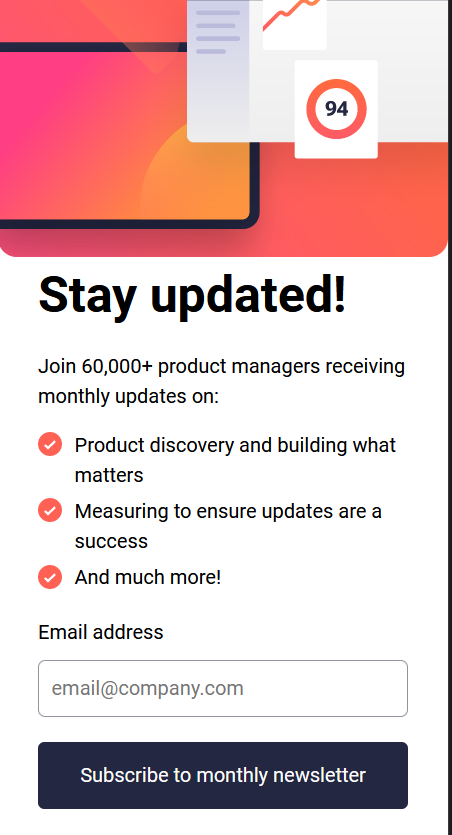 94
Stay updated!
Join 60,000+ product managers receiving
monthly updates on:
Product discovery and building what
matters
Measuring to ensure updates are a
success
And much more!
Email address
email@company.com
Subscribe to monthly newsletter